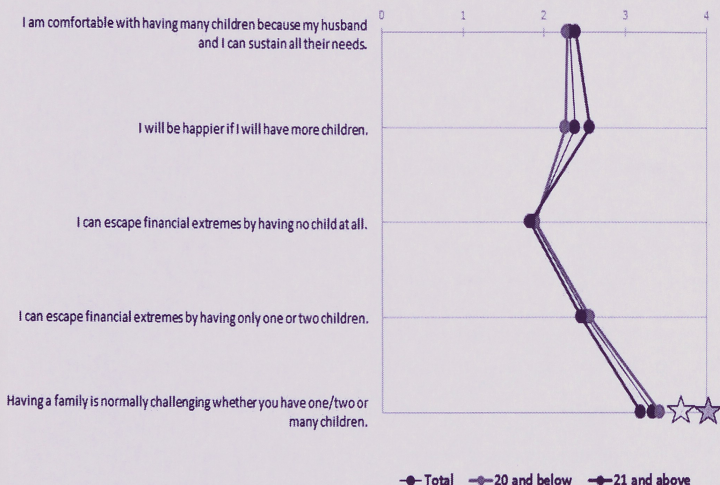 0 1 2 3 4
I am comfortable with having many children because my husband
and I can sustain all their needs.
I will be happier if I will have more children.
I can escape financial extremes by having no child at all.
I can escape financial extremes by having only one or two children.
Having a family is normally challenging whether you have one/two or
many children.
Total 20 and below 21 and above